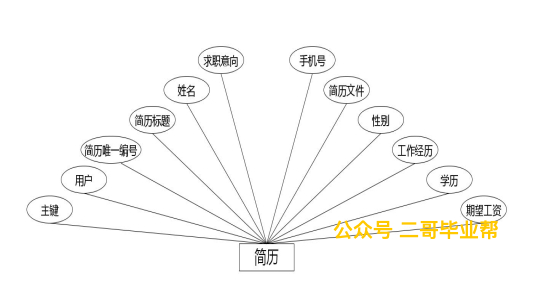 求职意向 手机号
姓名 简历文件
简历标题 性别
简历唯一编号 工作经历
用户 学历
主键 期望工资
公众号 二哥毕业帮
简历